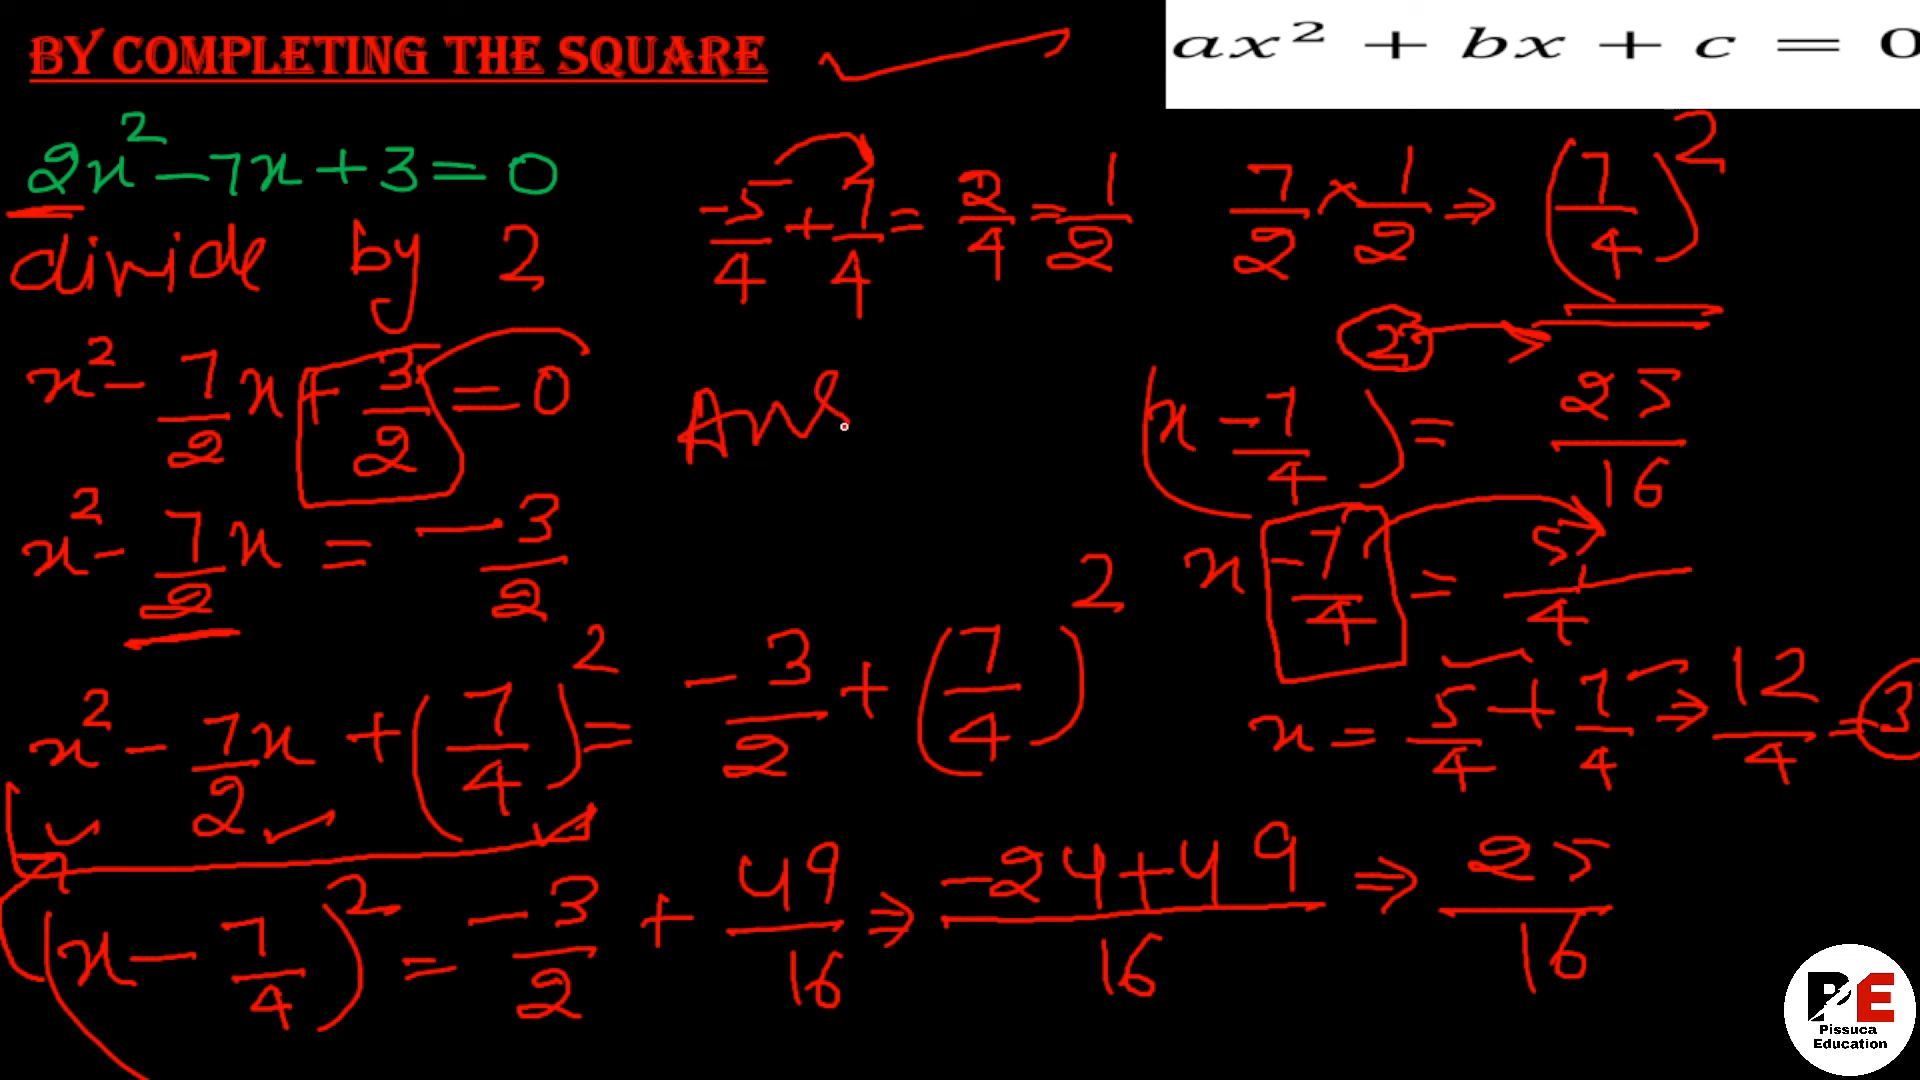 BY COMPLETING THE SQUARE
ax² + bx + c = 0
2x² - 7x + 3 = 0
divide by 2
x² - 7/2 x + 3/2 = 0
x² - 7/2 x = - 3/2
x² - 7/2 x + (7/4)² = - 3/2 + (7/4)²
(x - 7/4)² = - 3/2 + 49/16 ⇒ -24+49/16 ⇒ 25/16
-5/4 + 7/4 = 2/4 = 1/2
Ans
7/2 × 1/2 ⇒ (7/4)²
(x - 7/4) = 25/16
x - 7/4 = 5/4
x = 5/4 + 7/4 ⇒ 12/4 = 3
PE
Pissuca
Education